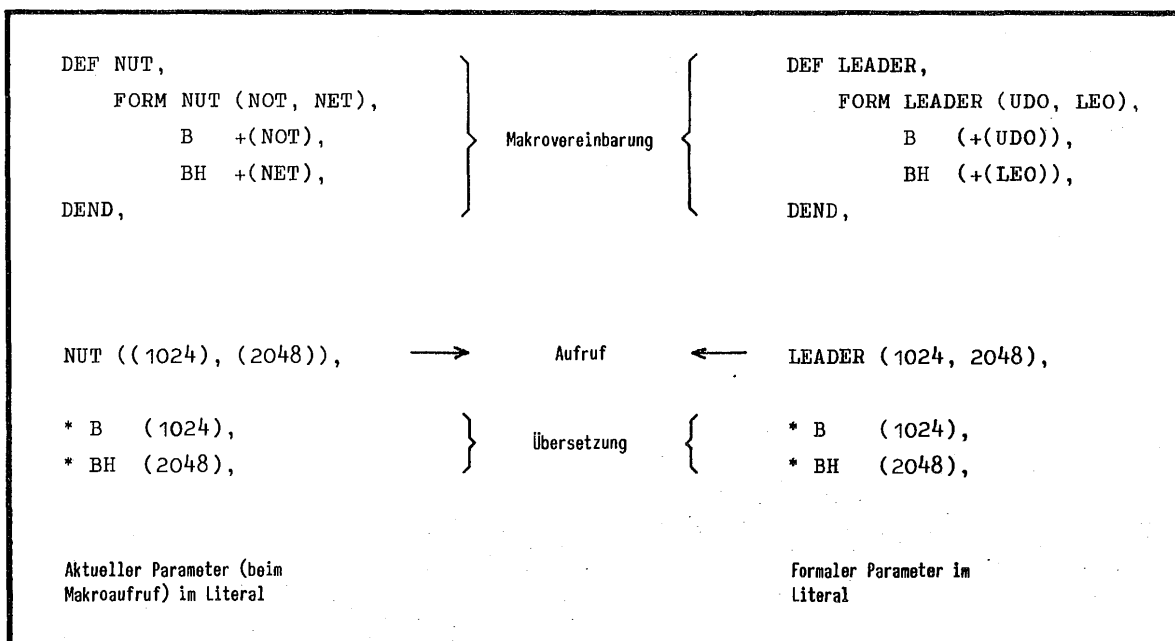 DEF NUT,
FORM NUT (NOT, NET),
B +(NOT),
BH +(NET),
DEND,
Makrovereinbarung
DEF LEADER,
FORM LEADER (UDO, LEO),
B (+(UDO)),
BH (+(LEO)),
DEND,
NUT ((1024), (2048)),
Aufruf
LEADER (1024, 2048),
* B (1024),
* BH (2048),
Übersetzung
* B (1024),
* BH (2048),
Aktueller Parameter (beim
Makroaufruf) im Literal
Formaler Parameter im
Literal